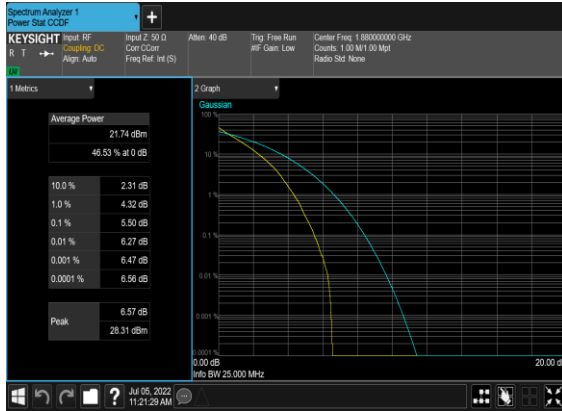 Spectrum Analyzer 1
Power Stat CCDF
+
KEYSIGHT
R T
LU
Input: RF
Coupling: DC
Align: Auto
Input Z: 50 Ω
Corr CCorr
Freq Ref: Int (S)
Atten: 40 dB
Trig: Free Run
#IF Gain: Low
Center Freq: 1.880000000 GHz
Counts: 1.00 M/1.00 Mpt
Radio Std: None
1 Metrics
Average Power
21.74 dBm
46.53 % at 0 dB
10.0 % 2.31 dB
1.0 % 4.32 dB
0.1 % 5.50 dB
0.01 % 6.27 dB
0.001 % 6.47 dB
0.0001 % 6.56 dB
Peak
6.57 dB
28.31 dBm
2 Graph
Gaussian
100 %
10 %
1 %
0.1 %
0.01 %
0.001 %
0.0001 %
0.00 dB 20.00 d
Info BW 25.000 MHz
?
Jul 05, 2022
11:21:29 AM